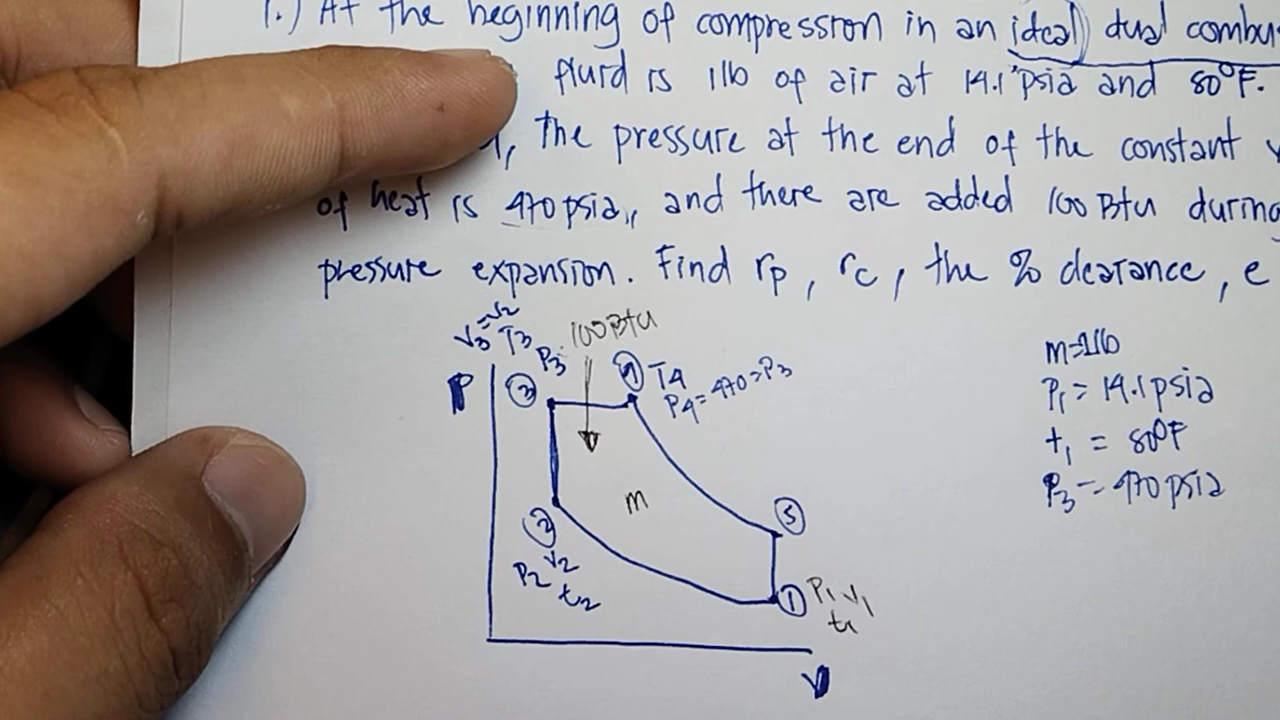 1.) At the beginning of compression in an ideal dual
fluid is 1lb of air at 14.1 psia and 80°F.
, the pressure at the end of the constant
of heat is 470 psia, and there are added 100 Btu during
pressure expansion. Find rp, rc, the % clearance, e
V3=V2
T3
P3
100 Btu
P
3
4
T4
P4=470=P3
m
2
P2 V2
t2
5
1
P1 V1
t1
V
m=1lb
P1 = 14.1 psia
t1 = 80°F
P3 = 470 psia